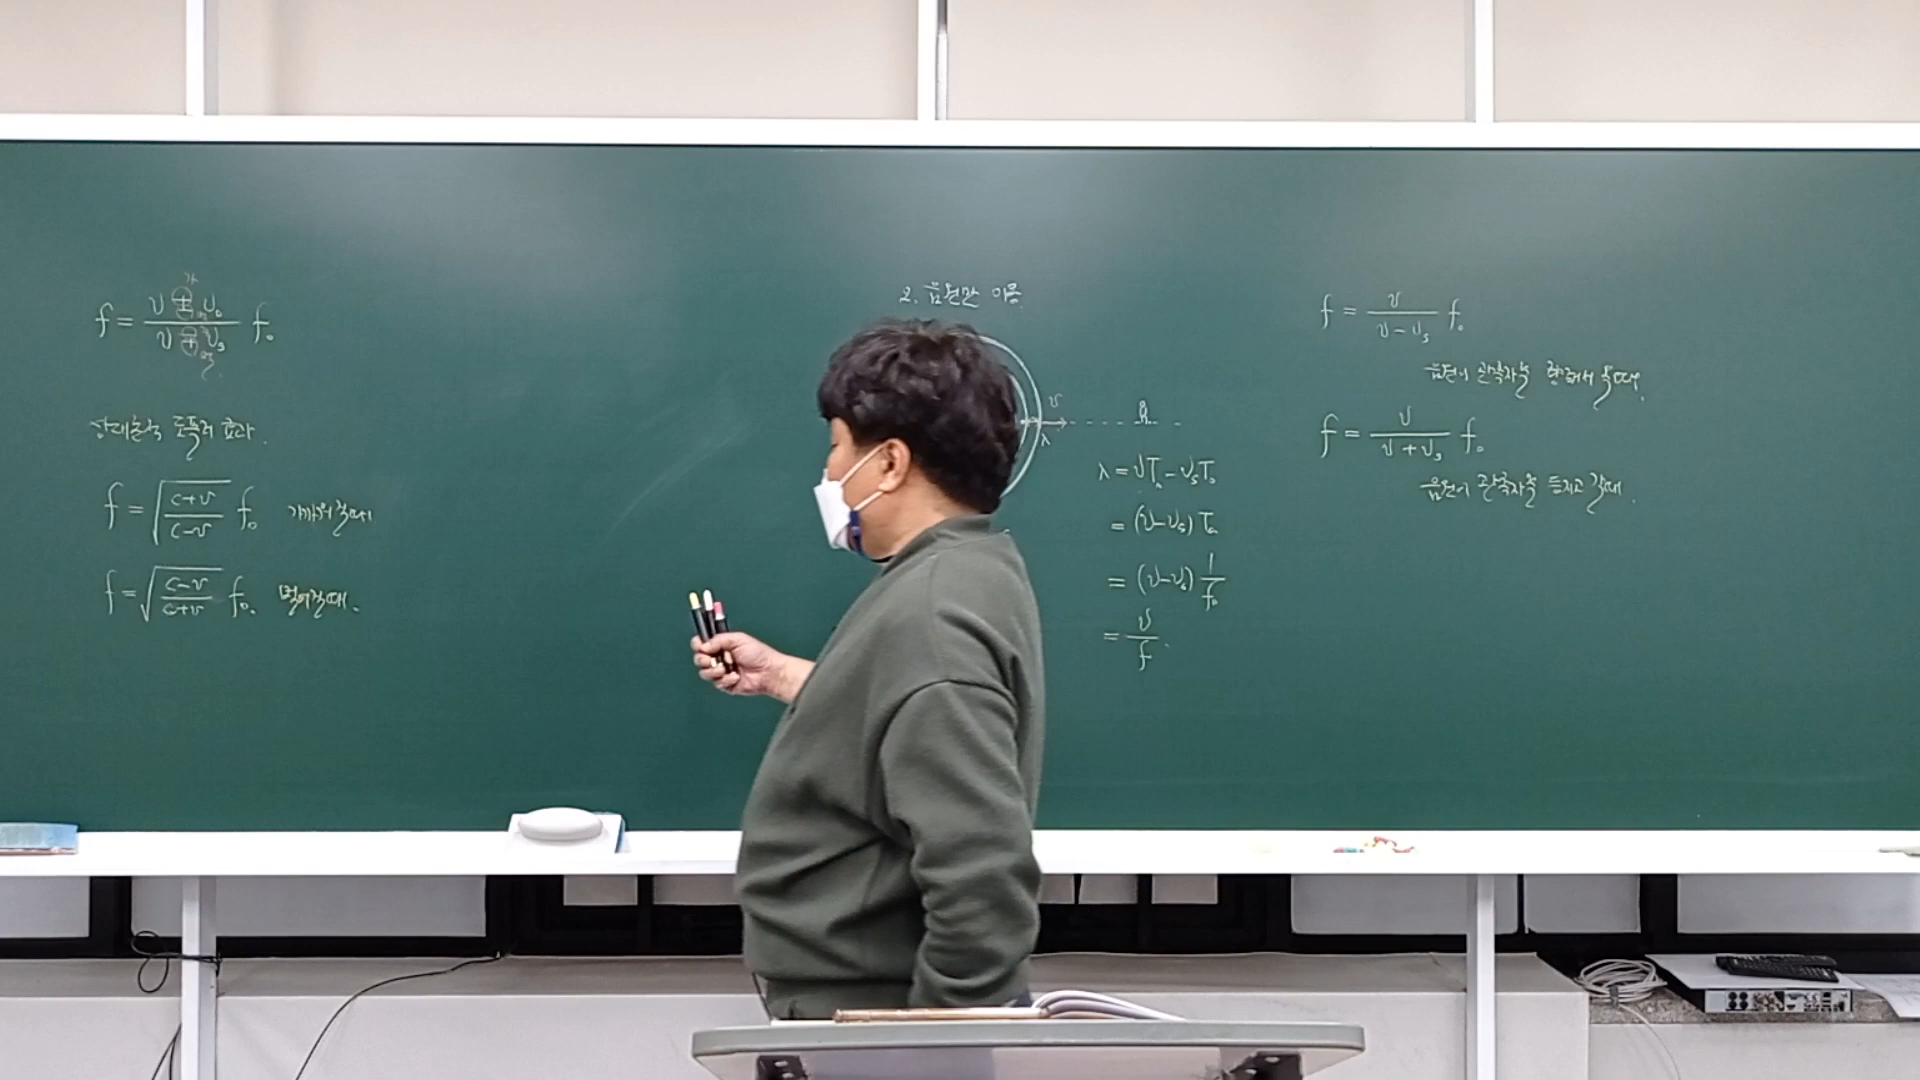 f = (v ± v₀)/(v ∓ vₛ) f₀
상대론적 도플러 효과.
f = √((c+v)/(c-v)) f₀ 가까워질때
f = √((c-v)/(c+v)) f₀. 멀어질때.
2. 음원만 이동
v
λ
λ = vT₀ - vₛT₀
= (v-vₛ) T₀
= (v-vₛ) 1/f₀
= v/f.
f = v/(v-vₛ) f₀
음원이 관측자를 향해서 올때.
f = v/(v+vₛ) f₀
음원이 관측자를 등지고 갈때.